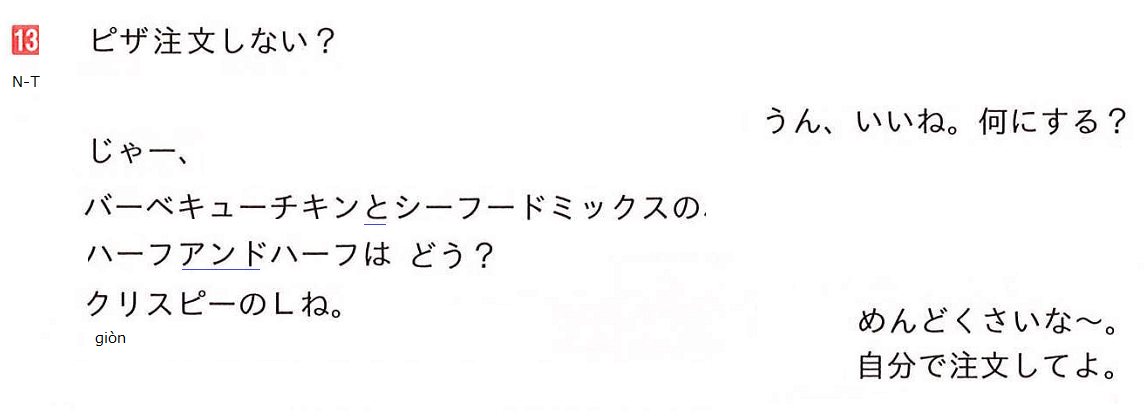 13 ピザ注文しない？
N-T
うん、いいね。何にする？
じゃー、
バーベキューチキンとシーフードミックスの
ハーフアンドハーフは どう？
クリスピーのＬね。
giòn
めんどくさいな～。
自分で注文してよ。